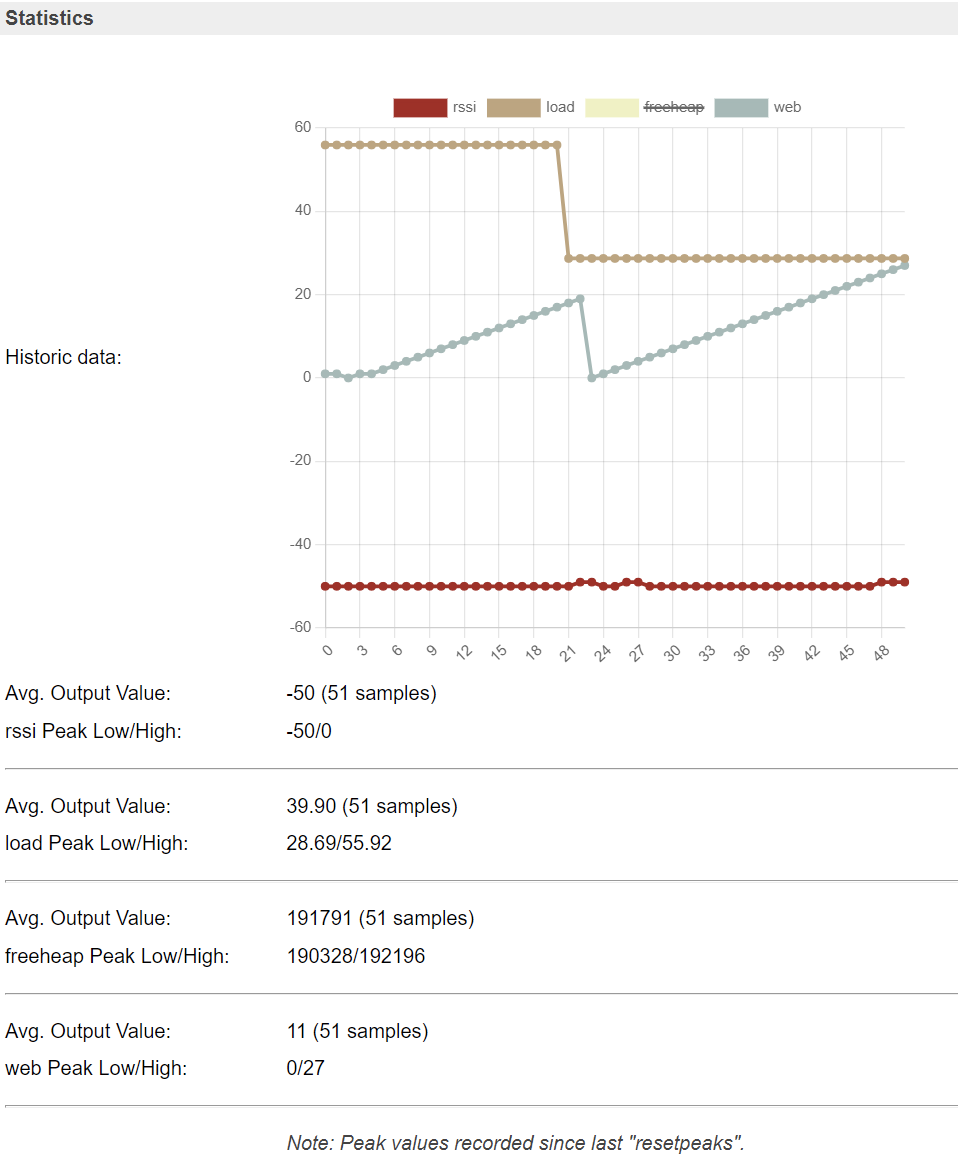 Statistics
rssi load freeheap web
60
40
20
0
-20
-40
-60
Historic data:
0 3 6 9 12 15 18 21 24 27 30 33 36 39 42 45 48
Avg. Output Value: -50 (51 samples)
rssi Peak Low/High: -50/0
Avg. Output Value: 39.90 (51 samples)
load Peak Low/High: 28.69/55.92
Avg. Output Value: 191791 (51 samples)
freeheap Peak Low/High: 190328/192196
Avg. Output Value: 11 (51 samples)
web Peak Low/High: 0/27
Note: Peak values recorded since last "resetpeaks".